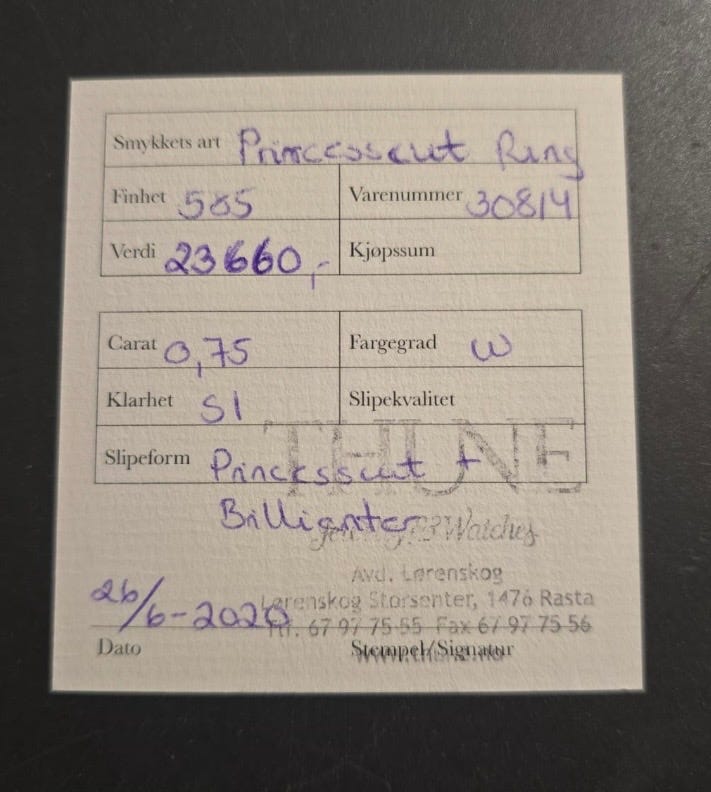 Smykkets art Princesscut Ring
Finhet 585 Varenummer 30814
Verdi 23660,- Kjøpssum
Carat 0,75 Fargegrad W
Klarhet SI Slipekvalitet
Slipeform Princesscut +
THUNE
Brillianter
& Watches
Avd. Lørenskog
26/6-2020 Lørenskog Storsenter, 1476 Rasta
Tlf. 67 97 75 55 Fax 67 97 75 56
Dato Stempel/Signatur